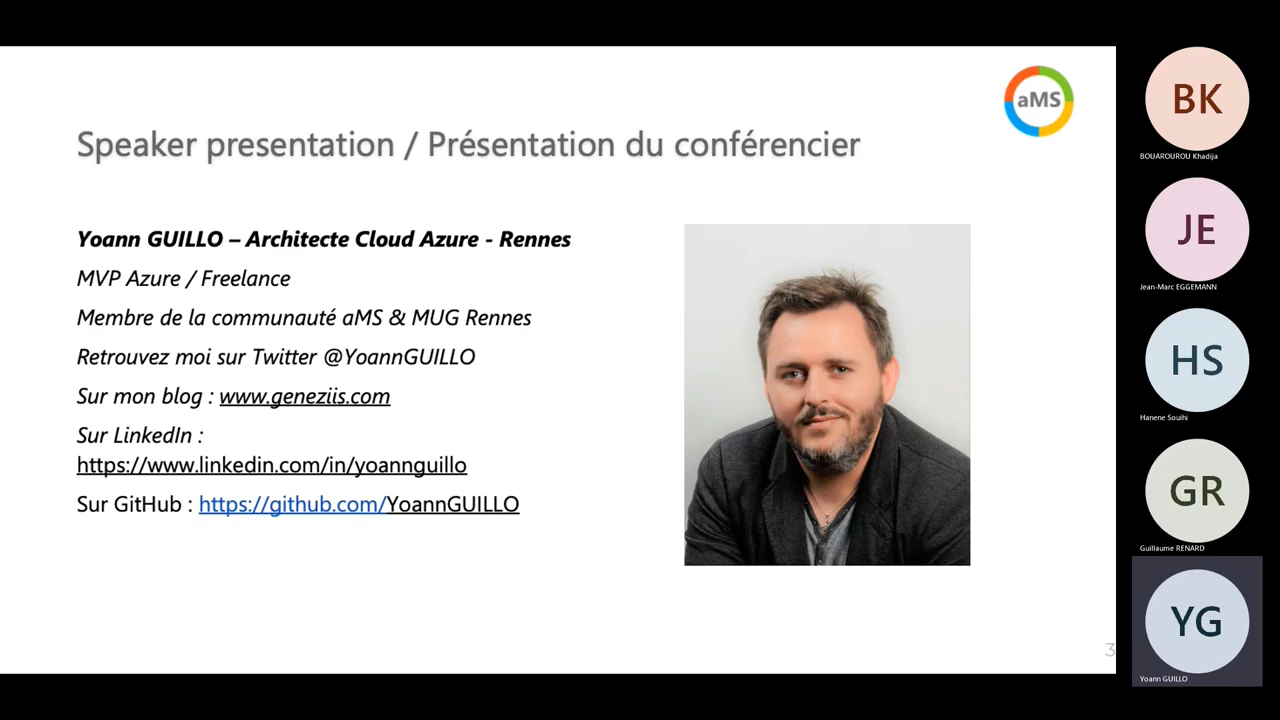 aMS
Speaker presentation / Présentation du conférencier
Yoann GUILLO – Architecte Cloud Azure - Rennes
MVP Azure / Freelance
Membre de la communauté aMS & MUG Rennes
Retrouvez moi sur Twitter @YoannGUILLO
Sur mon blog : www.geneziis.com
Sur LinkedIn :
https://www.linkedin.com/in/yoannguillo
Sur GitHub : https://github.com/YoannGUILLO
3
BK
BOUAROUROU Khadija
JE
Jean-Marc EGGEMANN
HS
Hanene Souihi
GR
Guillaume RENARD
YG
Yoann GUILLO